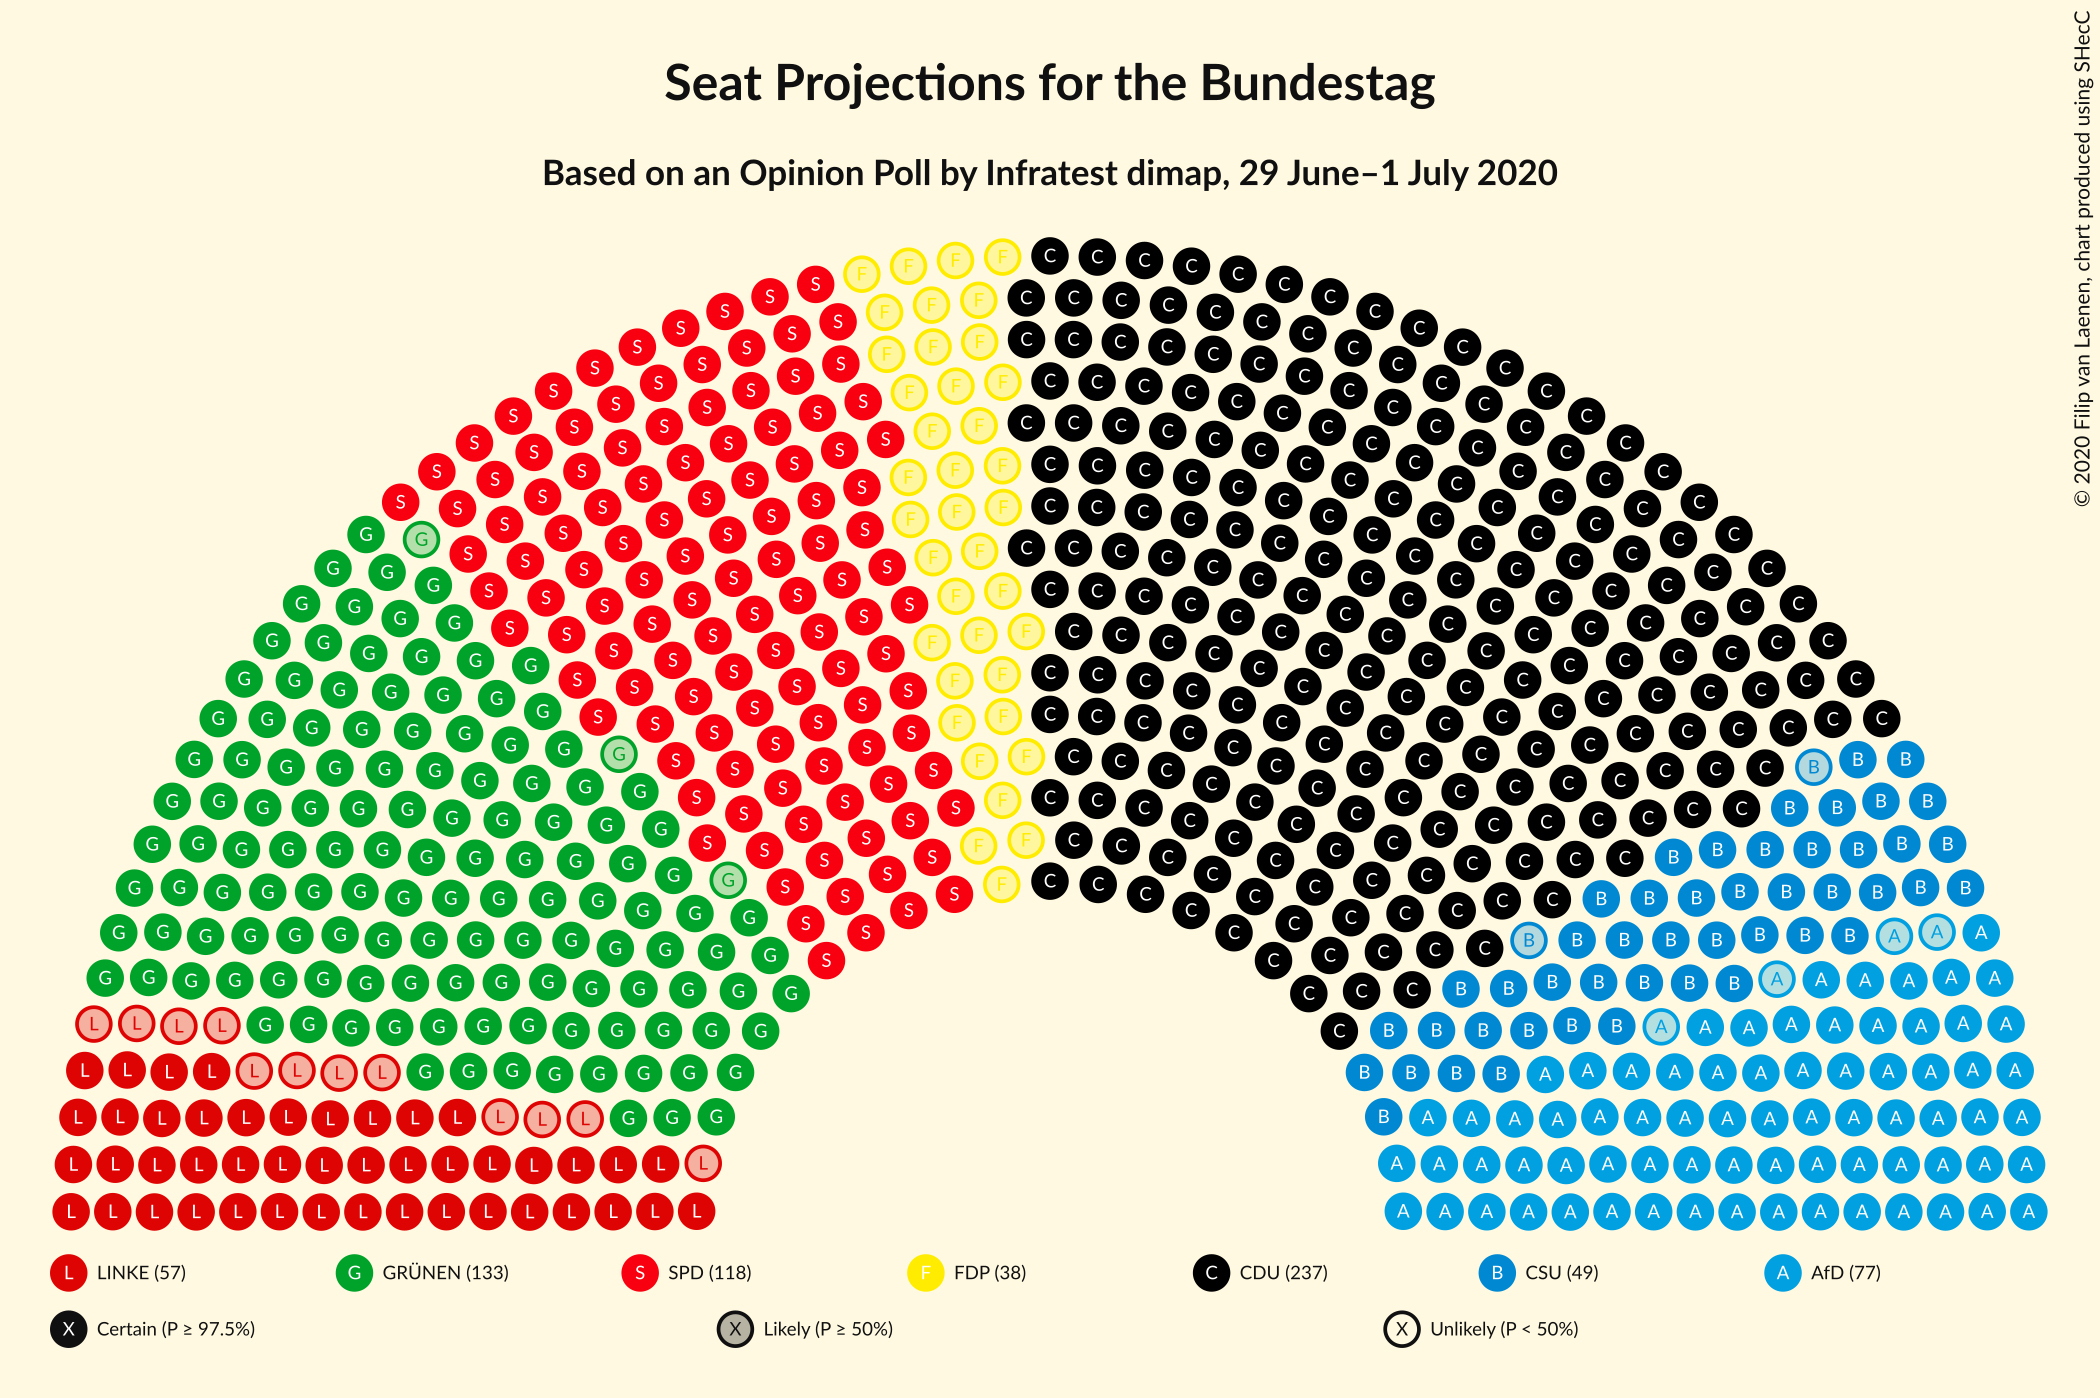 Seat Projections for the Bundestag
Based on an Opinion Poll by Infratest dimap, 29 June–1 July 2020
© 2020 Filip van Laenen, chart produced using SHecC
L LINKE (57)
G GRÜNEN (133)
S SPD (118)
F FDP (38)
C CDU (237)
B CSU (49)
A AfD (77)
X Certain (P ≥ 97.5%)
X Likely (P ≥ 50%)
X Unlikely (P < 50%)